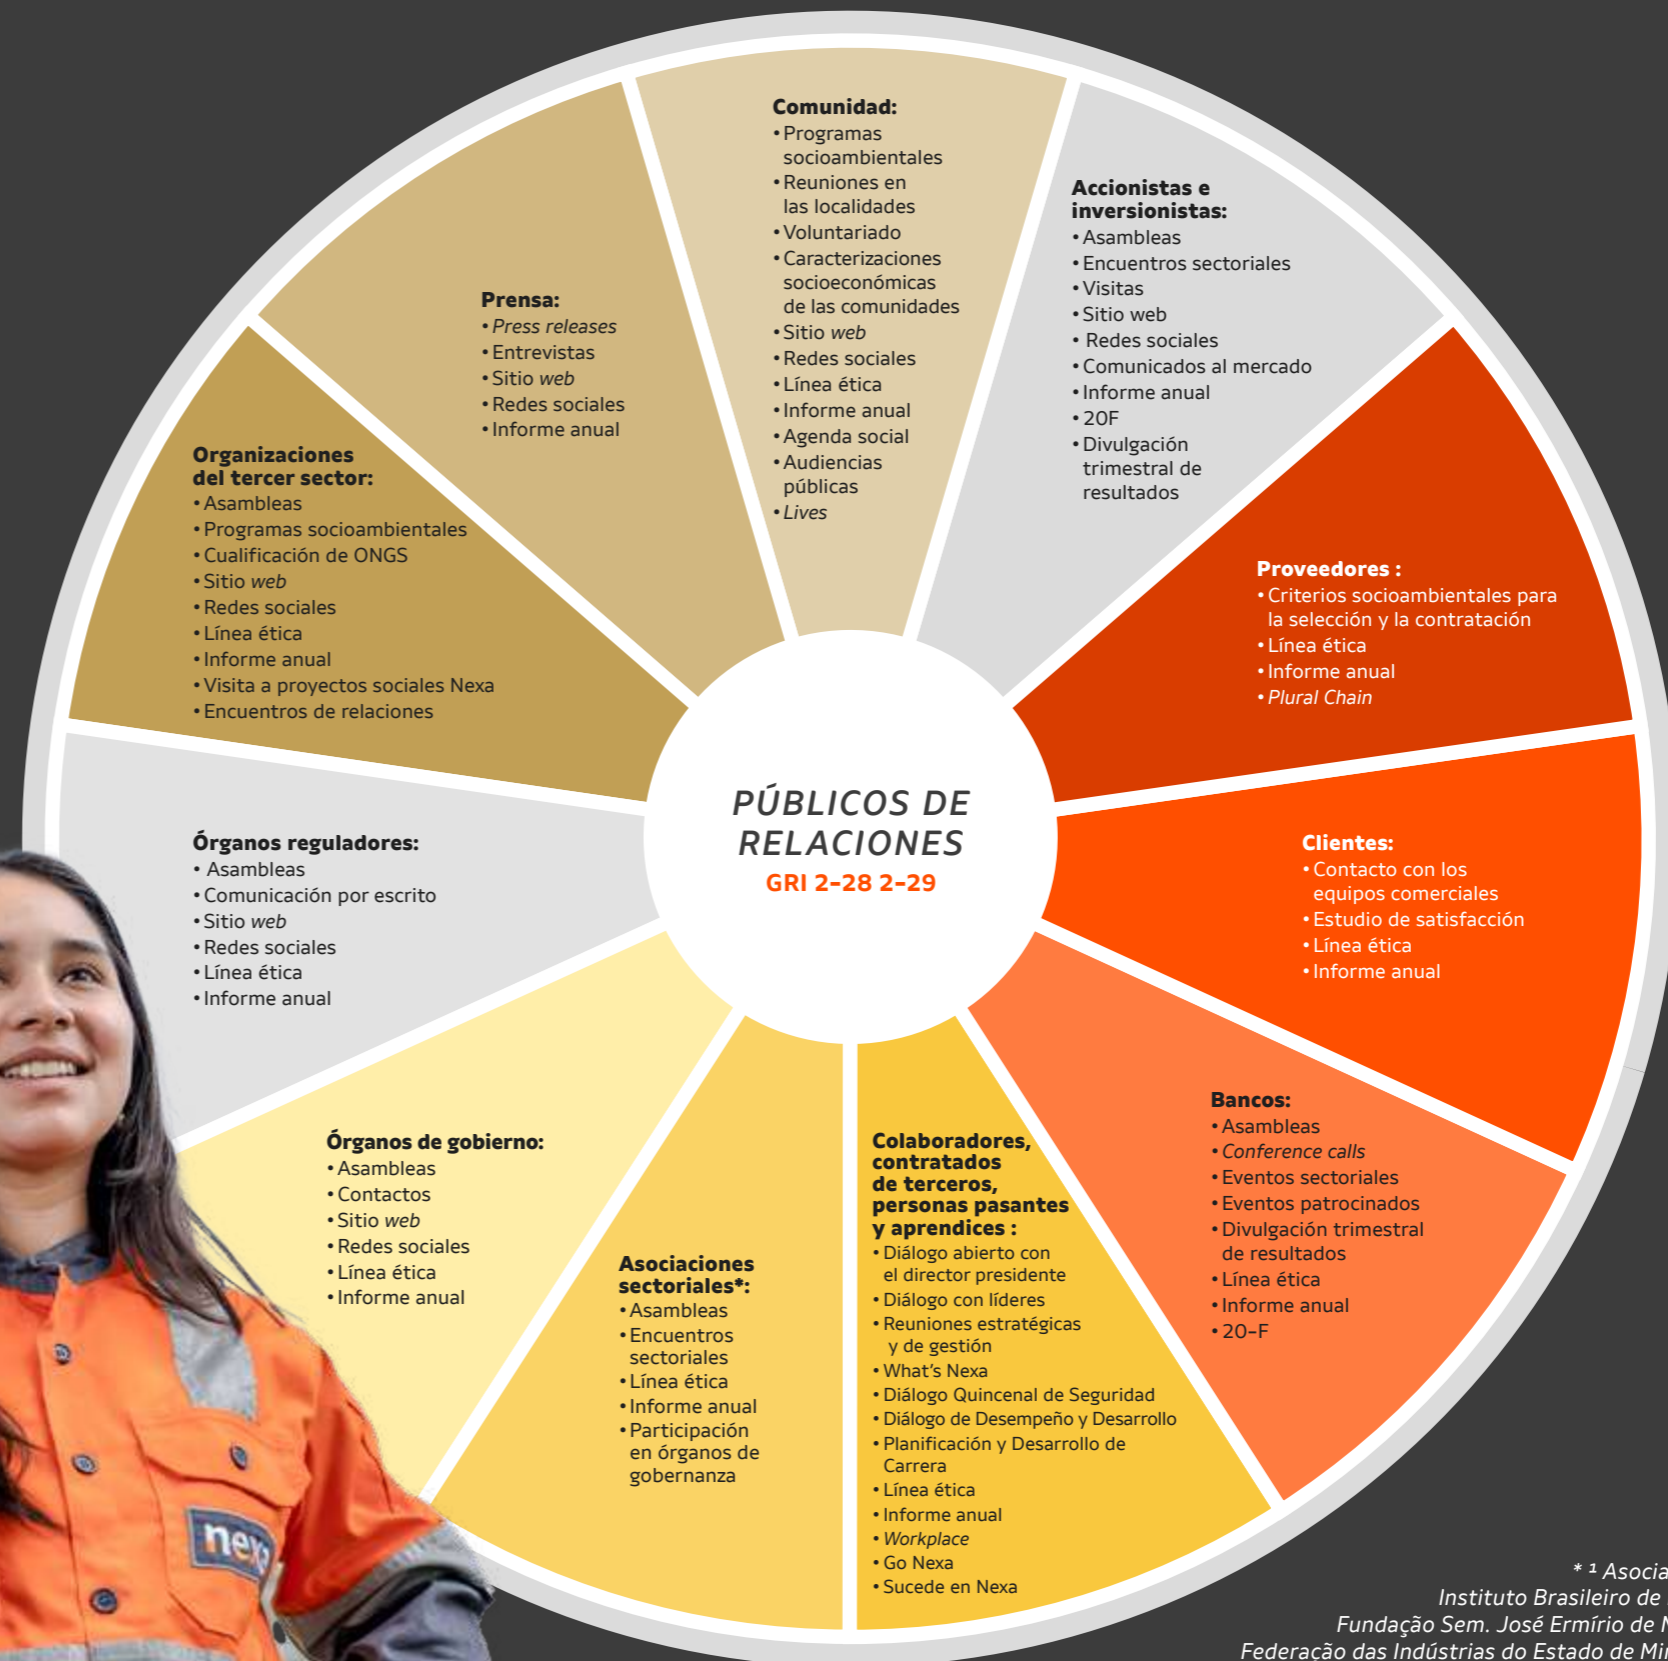 Comunidad:
• Programas
socioambientales
• Reuniones en
las localidades
• Voluntariado
• Caracterizaciones
socioeconómicas
de las comunidades
• Sitio web
• Redes sociales
• Línea ética
• Informe anual
• Agenda social
• Audiencias
públicas
• Lives
Accionistas e
inversionistas:
• Asambleas
• Encuentros sectoriales
• Visitas
• Sitio web
• Redes sociales
• Comunicados al mercado
• Informe anual
• 20F
• Divulgación
trimestral de
resultados
Proveedores :
• Criterios socioambientales para
la selección y la contratación
• Línea ética
• Informe anual
• Plural Chain
Clientes:
• Contacto con los
equipos comerciales
• Estudio de satisfacción
• Línea ética
• Informe anual
Bancos:
• Asambleas
• Conference calls
• Eventos sectoriales
• Eventos patrocinados
• Divulgación trimestral
de resultados
• Línea ética
• Informe anual
• 20-F
Colaboradores,
contratados
de terceros,
personas pasantes
y aprendices :
• Diálogo abierto con
el director presidente
• Diálogo con líderes
• Reuniones estratégicas
y de gestión
• What's Nexa
• Diálogo Quincenal de Seguridad
• Diálogo de Desempeño y Desarrollo
• Planificación y Desarrollo de
Carrera
• Línea ética
• Informe anual
• Workplace
• Go Nexa
• Sucede en Nexa
Asociaciones
sectoriales*:
• Asambleas
• Encuentros
sectoriales
• Línea ética
• Informe anual
• Participación
en órganos de
gobernanza
Órganos de gobierno:
• Asambleas
• Contactos
• Sitio web
• Redes sociales
• Línea ética
• Informe anual
Órganos reguladores:
• Asambleas
• Comunicación por escrito
• Sitio web
• Redes sociales
• Línea ética
• Informe anual
Organizaciones
del tercer sector:
• Asambleas
• Programas socioambientales
• Cualificación de ONGS
• Sitio web
• Redes sociales
• Línea ética
• Informe anual
• Visita a proyectos sociales Nexa
• Encuentros de relaciones
Prensa:
• Press releases
• Entrevistas
• Sitio web
• Redes sociales
• Informe anual
PÚBLICOS DE
RELACIONES
GRI 2-28 2-29
nexa
* ¹ Asocia
Instituto Brasileiro de
Fundação Sem. José Ermírio de M
Federação das Indústrias do Estado de Mi